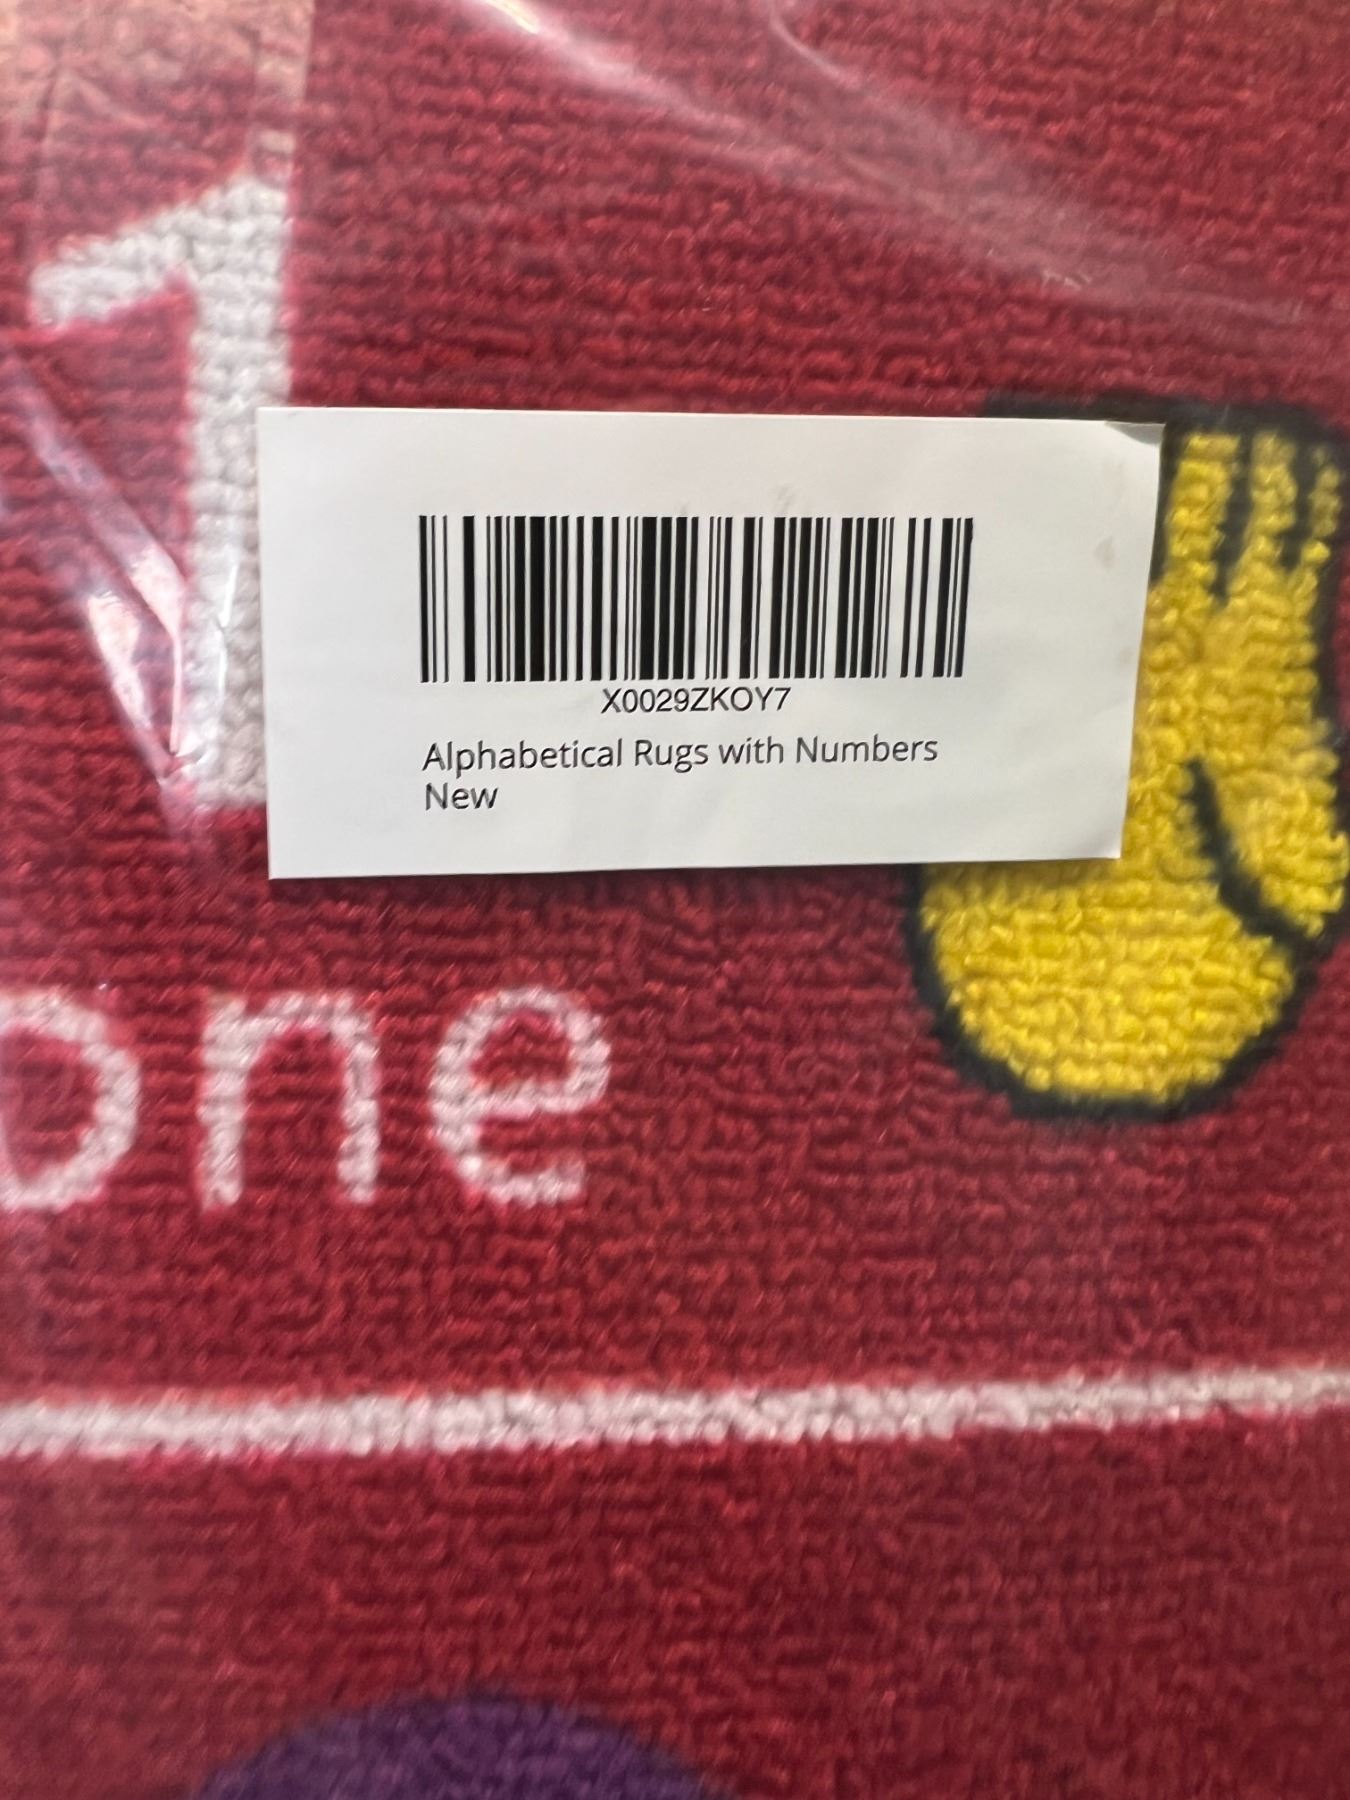 1
X0029ZKOY7
Alphabetical Rugs with Numbers
New
one